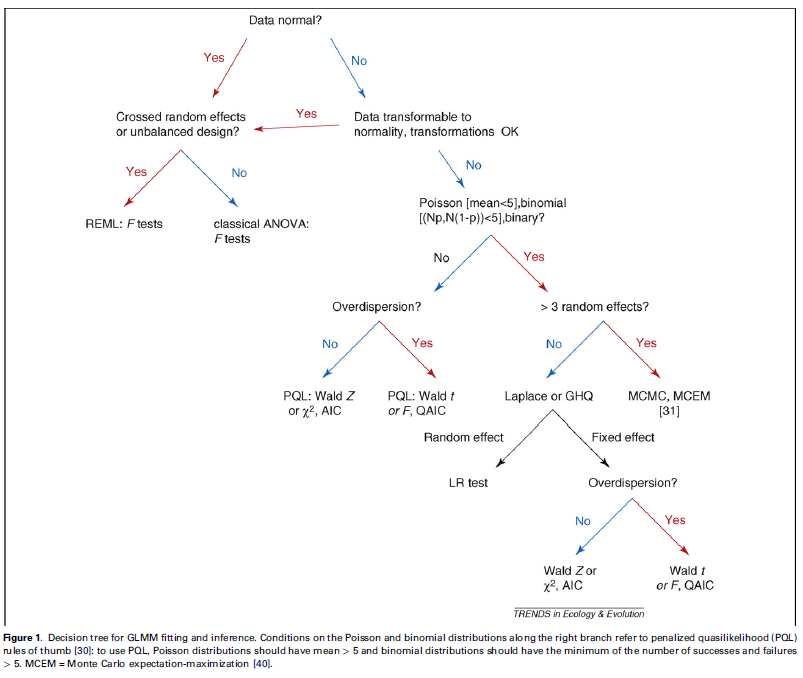 Data normal?
Yes
No
Crossed random effects
or unbalanced design?
Yes
Data transformable to
normality, transformations OK
Yes
No
No
REML: F tests
classical ANOVA:
F tests
Poisson [mean<5],binomial
[(Np,N(1-p))<5],binary?
No
Yes
Overdispersion?
> 3 random effects?
No
Yes
No
Yes
PQL: Wald Z
or χ², AIC
PQL: Wald t
or F, QAIC
Laplace or GHQ
MCMC, MCEM
[31]
Random effect
Fixed effect
LR test
Overdispersion?
No
Yes
Wald Z or
χ², AIC
Wald t
or F, QAIC
TRENDS in Ecology & Evolution
Figure 1. Decision tree for GLMM fitting and inference. Conditions on the Poisson and binomial distributions along the right branch refer to penalized quasilikelihood (PQL)
rules of thumb [30]: to use PQL, Poisson distributions should have mean > 5 and binomial distributions should have the minimum of the number of successes and failures
> 5. MCEM = Monte Carlo expectation-maximization [40].